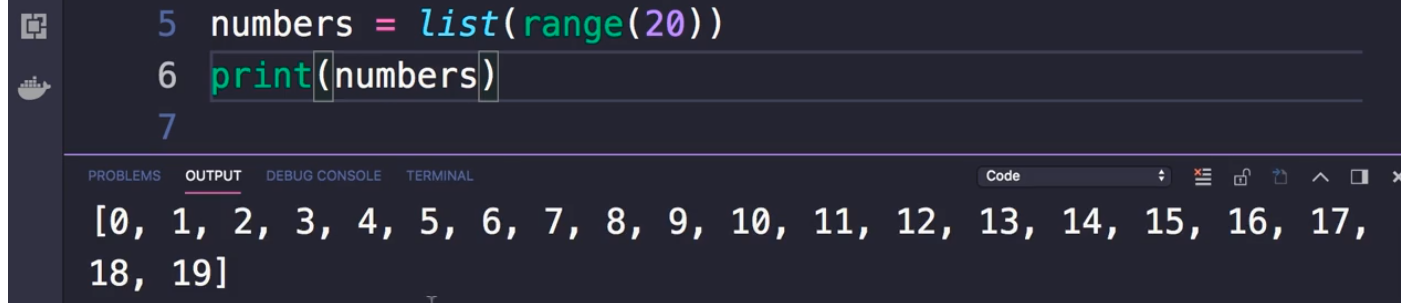 5 numbers = list(range(20))
6 print(numbers)
7
PROBLEMS OUTPUT DEBUG CONSOLE TERMINAL Code
[0, 1, 2, 3, 4, 5, 6, 7, 8, 9, 10, 11, 12, 13, 14, 15, 16, 17,
18, 19]